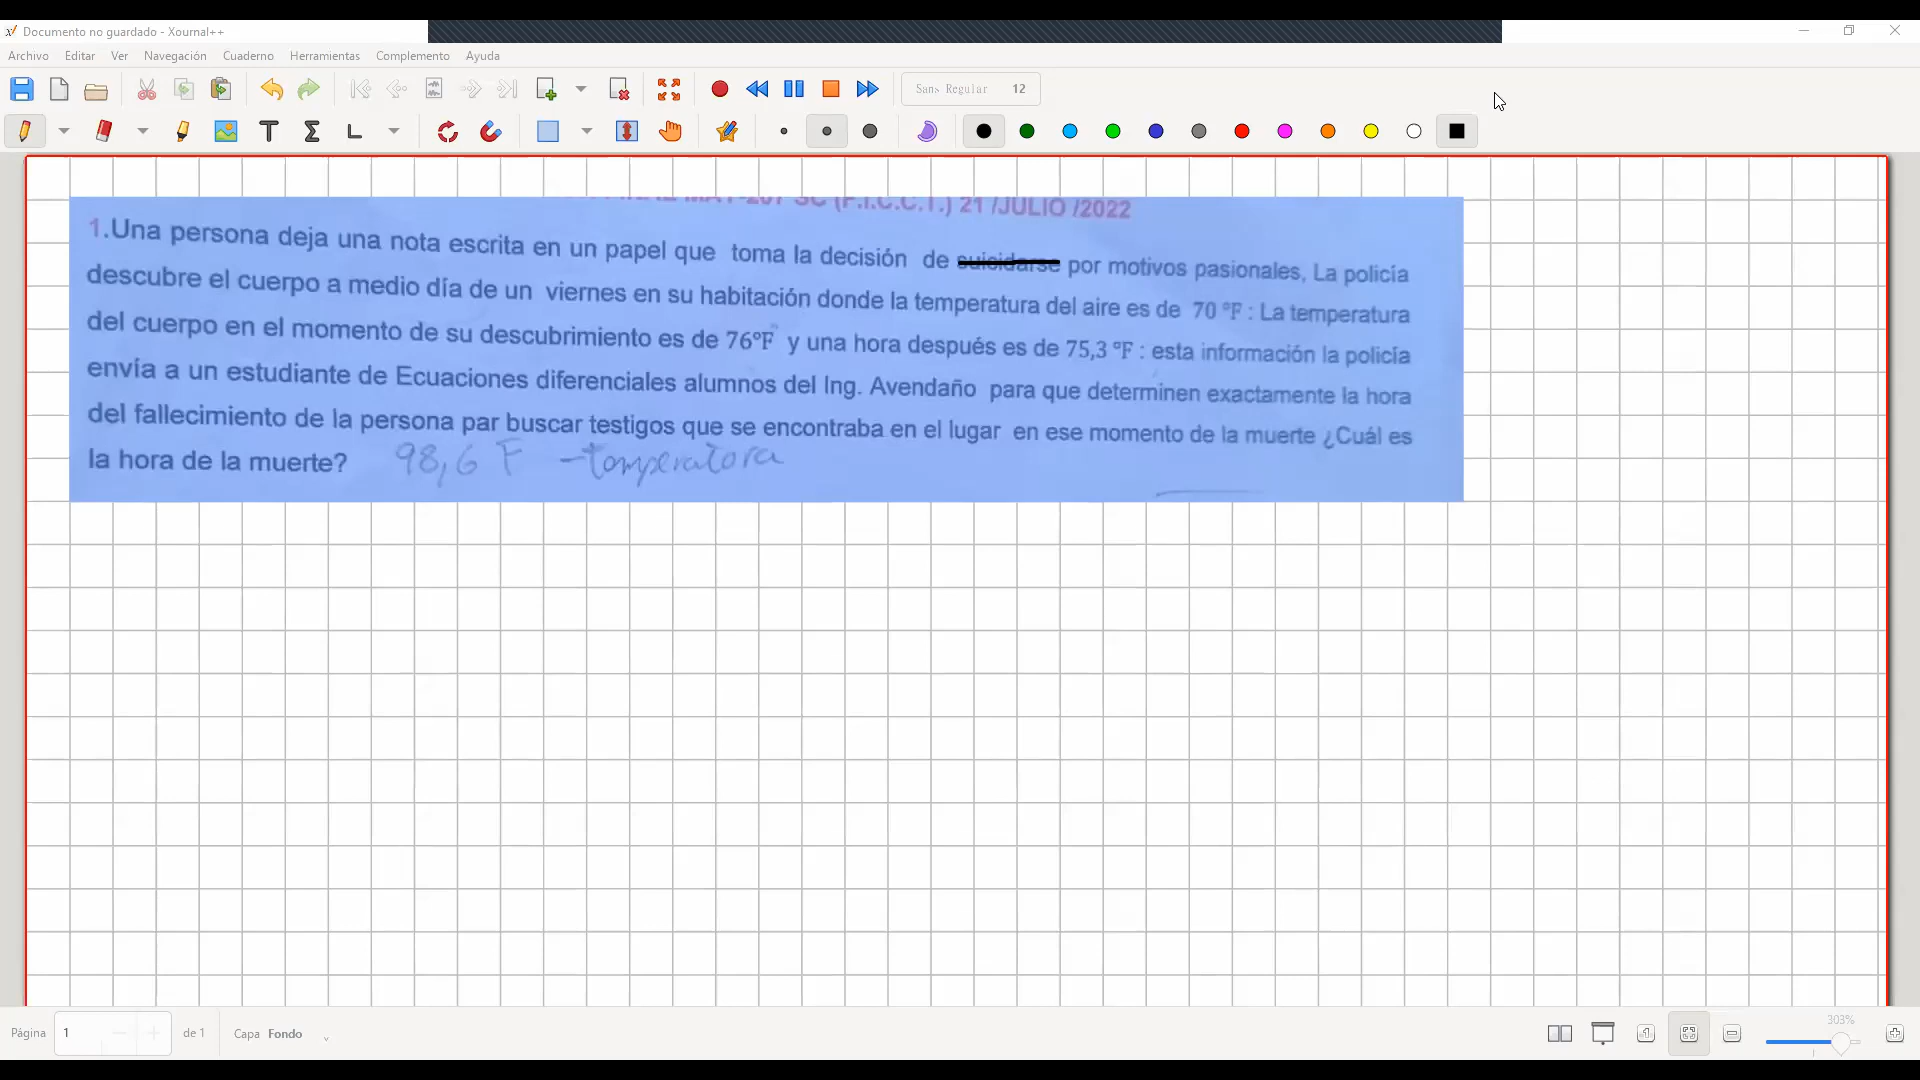 Documento no guardado - Xournal++
Archivo Editar Ver Navegación Cuaderno Herramientas Complemento Ayuda
Sans Regular 12
MAT-207 SC (F.I.C.C.T.) 21 /JULIO /2022
1.Una persona deja una nota escrita en un papel que toma la decisión de suicidarse por motivos pasionales, La policía
descubre el cuerpo a medio día de un viernes en su habitación donde la temperatura del aire es de 70 ºF : La temperatura
del cuerpo en el momento de su descubrimiento es de 76ºF y una hora después es de 75,3 ºF : esta información la policía
envía a un estudiante de Ecuaciones diferenciales alumnos del Ing. Avendaño para que determinen exactamente la hora
del fallecimiento de la persona par buscar testigos que se encontraba en el lugar en ese momento de la muerte ¿Cuál es
la hora de la muerte? 98,6 F - temperatura
Página 1 de 1 Capa Fondo 303%